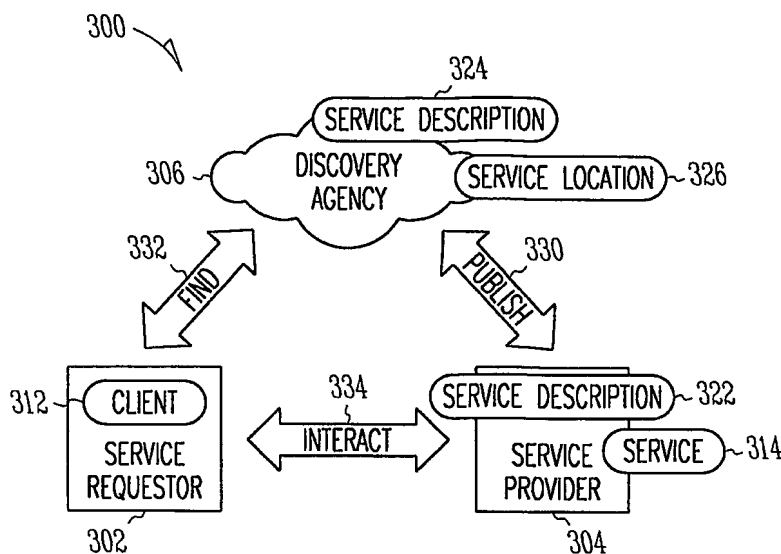 300
324
SERVICE DESCRIPTION
306
DISCOVERY
AGENCY
SERVICE LOCATION
326
332
FIND
330
PUBLISH
312
CLIENT
SERVICE
REQUESTOR
302
334
INTERACT
SERVICE DESCRIPTION
322
SERVICE
PROVIDER
SERVICE
314
304